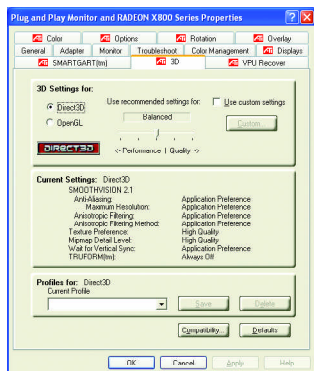 Plug and Play Monitor and RADEON X800 Series Properties
Color Options Rotation Overlay
General Adapter Monitor Troubleshoot Color Management Displays
SMARTGART(tm) 3D VPU Recover
3D Settings for:
Direct3D
OpenGL
Use recommended settings for:
Use custom settings
Balanced
Custom...
DIRECT3D
<- Performance | Quality ->
Current Settings: Direct3D
SMOOTHVISION 2.1
Anti-Aliasing: Application Preference
Maximum Resolution: Application Preference
Anisotropic Filtering: Application Preference
Anisotropic Filtering Method: Application Preference
Texture Preference: High Quality
Mipmap Detail Level: High Quality
Wait for Vertical Sync: Application Preference
TRUFORM(tm): Always Off
Profiles for: Direct3D
Current Profile
Save Delete
Compatibility... Defaults
OK Cancel Apply Help